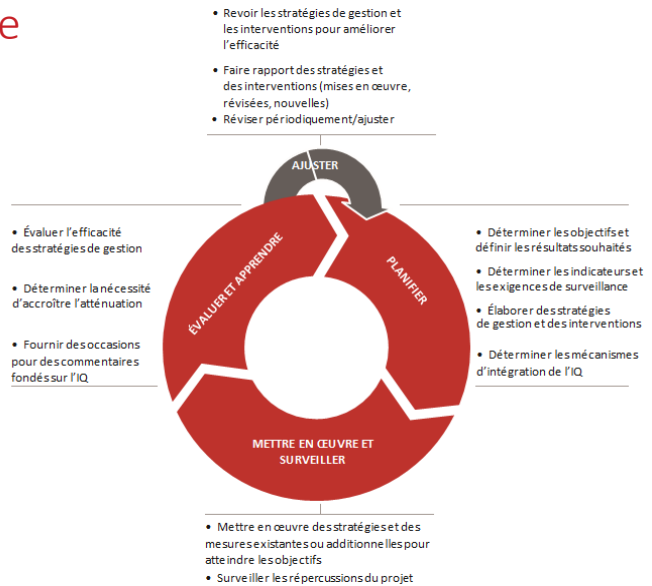 e
• Revoir les stratégies de gestion et
les interventions pour améliorer
l'efficacité
• Faire rapport des stratégies et
des interventions (mises en œuvre,
révisées, nouvelles)
• Réviser périodiquement/ajuster
AJUSTER
• Évaluer l'efficacité
des stratégies de gestion
• Déterminer la nécessité
d'accroître l'atténuation
• Fournir des occasions
pour des commentaires
fondés sur l'IQ
ÉVALUER ET APPRENDRE
PLANIFIER
• Déterminer les objectifs et
définir les résultats souhaités
• Déterminer les indicateurs et
les exigences de surveillance
• Élaborer des stratégies
de gestion et des interventions
• Déterminer les mécanismes
d'intégration de l'IQ
METTRE EN ŒUVRE ET
SURVEILLER
• Mettre en œuvre des stratégies et des
mesures existantes ou additionnelles pour
atteindre les objectifs
• Surveiller les répercussions du projet